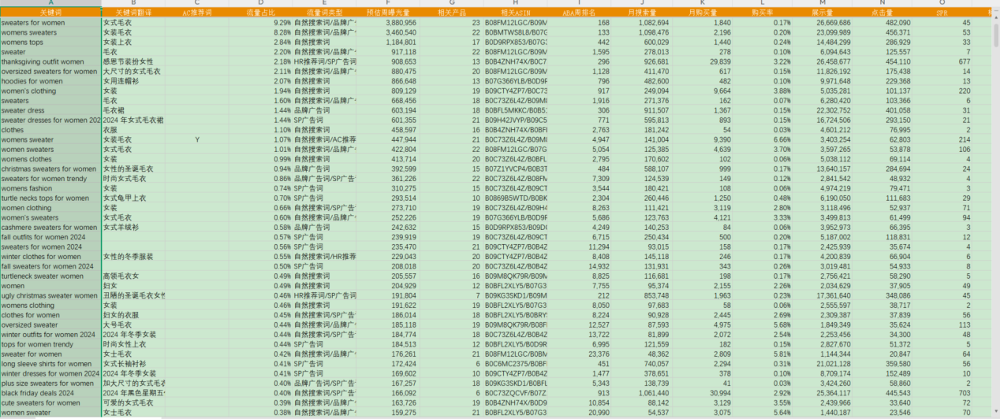 A B C D E F G H I J K L M N O
关键词 关键词翻译 AC推荐词 流量占比 流量词类型 预估周曝光量 相关产品 相关ASIN ABA周排名 月搜索量 月购买量 购买率 展示量 点击量 SPR
sweaters for women 女式毛衣 9.29% 自然搜索词/品牌广 3,880,956 23 B08FM12LGC/B09M 168 1,082,694 1,840 0.17% 26,669,686 482,090 45
womens sweaters 女装毛衣 8.28% 自然搜索词/品牌广 3,460,540 22 B0BMTWS8L8/B07G 133 1,098,476 2,196 0.20% 23,099,989 456,371 53
womens tops 女装上衣 2.84% 自然搜索词/品牌广 1,184,801 17 B0D9RPX853/B07G 442 600,029 1,440 0.24% 14,484,299 286,929 33
sweater 毛衣 2.20% 自然搜索词/品牌广 917,118 22 B08FM12LGC/B09M 1,595 278,013 278 0.10% 6,094,643 125,557 7
thanksgiving outfit women 感恩节装扮女性 2.18% HR推荐词/SP广告词 908,653 13 B0B4ZNH74X/B0C7 296 926,681 29,839 3.22% 26,458,677 454,110 677
oversized sweaters for women 大尺寸的女式毛衣 2.11% 自然搜索词/品牌广 880,475 20 B08FM12LGC/B09M 1,128 411,470 617 0.15% 11,826,192 175,438 14
hoodies for women 女用连帽衫 2.07% 自然搜索词 866,648 13 B07G366YLB/B0D9F 796 482,600 482 0.10% 9,971,648 229,368 13
women's clothing 女装 1.94% 自然搜索词 809,129 19 B09CTY4ZP7/B0C73 917 249,094 9,664 3.88% 5,035,281 101,137 220
sweaters 毛衣 1.60% 自然搜索词/品牌广 668,456 18 B0C73Z6L4Z/B09M 1,916 271,376 162 0.07% 6,280,420 103,366 6
sweater dress 毛衣裙 1.44% 品牌广告词 603,194 18 B0BFL5MKKC/B0B5 306 911,507 1,367 0.15% 22,302,752 401,058 31
sweater dresses for women 202 2024 年女式毛衣裙 1.44% SP广告词 601,355 21 B09H42JVYP/B09C5 771 595,813 893 0.15% 16,724,506 293,150 21
clothes 衣服 1.10% 自然搜索词 458,597 16 B0B4ZNH74X/B0BF 2,763 181,242 54 0.03% 4,601,212 76,995 2
womens sweater 女装毛衣 Y 1.07% 自然搜索词/AC推荐 447,944 21 B0C73Z6L4Z/B09M 4,947 141,004 9,390 6.66% 3,403,254 62,803 214
women sweaters 女式毛衣 1.01% 自然搜索词/品牌广 422,804 22 B08FM12LGC/B07G 5,054 125,385 4,639 3.70% 3,597,265 53,878 106
womens clothes 女装 0.99% 自然搜索词 413,714 20 B0C73Z6L4Z/B0BFL 2,795 170,602 102 0.06% 5,038,112 69,114 4
christmas sweaters for women 女性的圣诞毛衣 0.94% 品牌广告词 392,599 15 B07Z1YVCP4/B0B3T 484 588,107 999 0.17% 13,640,157 284,694 24
sweaters for women trendy 时尚女式毛衣 0.86% 品牌广告词/SP广告 361,226 22 B0C73Z6L4Z/B08FM 7,309 124,539 149 0.12% 2,841,542 48,932 4
womens fashion 女装 0.74% SP广告词 310,275 15 B0C73Z6L4Z/B09CT 3,544 180,421 108 0.06% 4,974,219 79,471 3
turtle necks tops for women 女式龟甲上衣 0.70% SP广告词 293,514 10 B0869B5WTD/B0BK 2,304 260,446 1,250 0.48% 6,190,050 111,683 29
women clothing 女装 0.66% 自然搜索词/SP广告 273,710 19 B0C73Z6L4Z/B09H4 8,263 111,421 3,119 2.80% 3,118,496 52,937 71
women's sweaters 女式毛衣 0.60% 自然搜索词/品牌广 252,226 19 B07G366YLB/B0D9R 5,686 123,763 4,121 3.33% 3,499,813 61,499 94
cashmere sweaters for women 女式羊绒衫 0.58% 品牌广告词 242,632 15 B0D9RPX853/B09D 4,149 140,253 84 0.06% 3,952,973 66,395 3
fall outfits for women 2024 0.57% SP广告词 239,919 19 B0C73Z6L4Z/B09CT 6,715 250,434 500 0.20% 5,187,002 118,831 12
sweaters for women 2024 0.56% SP广告词 235,470 21 B09CTY4ZP7/B0B4Z 11,294 93,015 158 0.17% 2,425,939 35,674 4
winter clothes for women 女性的冬季服装 0.55% 自然搜索词/HR推荐 229,043 20 B09CTY4ZP7/B0B4Z 8,408 145,118 246 0.17% 4,200,839 66,904 6
fall sweaters for women 2024 0.50% SP广告词 208,018 20 B0C73Z6L4Z/B0B4Z 14,932 131,931 343 0.26% 3,019,481 54,933 8
turtleneck sweater women 高领毛衣女 0.49% 自然搜索词 205,557 16 B09M8QK79R/B09M 8,825 116,681 198 0.17% 2,756,421 58,290 5
women 妇女 0.49% 自然搜索词 204,929 12 B0BFL2XLY5/B07G3 7,755 95,374 2,155 2.26% 2,034,629 37,905 49
ugly christmas sweater women 丑陋的圣诞毛衣女性 0.46% HR推荐词/SP广告词 191,804 7 B09KG3SKD1/B09M 212 853,748 1,963 0.23% 17,361,640 348,086 45
womens clothing 女装 0.46% 自然搜索词 191,622 19 B0BFL2XLY5/B07G3 8,050 97,683 58 0.06% 2,555,597 38,717 2
clothes for women 妇女的衣服 0.45% 自然搜索词/SP广告 186,014 18 B0BFL2XLY5/B0BRY 8,224 90,928 2,445 2.69% 2,309,387 37,839 56
oversized sweater 大号毛衣 0.44% 自然搜索词/品牌广 185,118 19 B09M8QK79R/B08F 12,527 87,593 4,975 5.68% 1,849,349 35,624 113
winter outfits for women 2024 2024 年冬季女装 0.44% 自然搜索词/SP广告 184,774 18 B0C73Z6L4Z/B0B4Z 13,722 81,899 2,072 2.54% 2,253,456 34,300 48
tops for women trendy 时尚女性上衣 0.44% SP广告词 184,513 12 B0BFL2XLY5/B0D9R 6,995 121,559 182 0.15% 2,827,670 51,372 5
sweater for women 女士毛衣 0.42% 自然搜索词/品牌广 176,261 21 B08FM12LGC/B0BM 23,376 48,362 2,809 5.81% 1,144,344 20,847 64
long sleeve shirts for women 女式长袖衬衫 0.41% SP广告词 172,424 6 B0C6MC2375/B0BF 451 740,057 2,294 0.31% 21,021,128 359,580 56
winter dresses for women 2024 2024 年冬季女装 0.41% SP广告词 169,602 10 B09CTY4ZP7/B0B4Z 1,477 378,651 378 0.10% 8,709,174 152,489 10
plus size sweaters for women 加大尺寸的女式毛 0.40% 品牌广告词/SP广告 167,257 18 B09KG3SKD1/B0BFL 5,343 138,739 41 0.03% 3,424,260 58,860 2
black friday deals 2024 2024 年黑色星期五 0.40% 自然搜索词/SP广告 166,092 6 B0C73ZQCVF/B07Z 913 1,061,440 30,994 2.92% 25,364,117 445,543 703
cute sweaters for women 可爱的女式毛衣 0.39% 自然搜索词/SP广告 163,726 19 B0B4ZNH74X/B0D9 10,854 88,142 3,129 3.55% 2,439,966 33,640 72
women sweater 女士毛衣 0.38% 自然搜索词/SP广告 159,275 21 B0BFL2XLY5/B07G3 20,990 54,537 3,075 5.64% 1,440,187 23,546 70